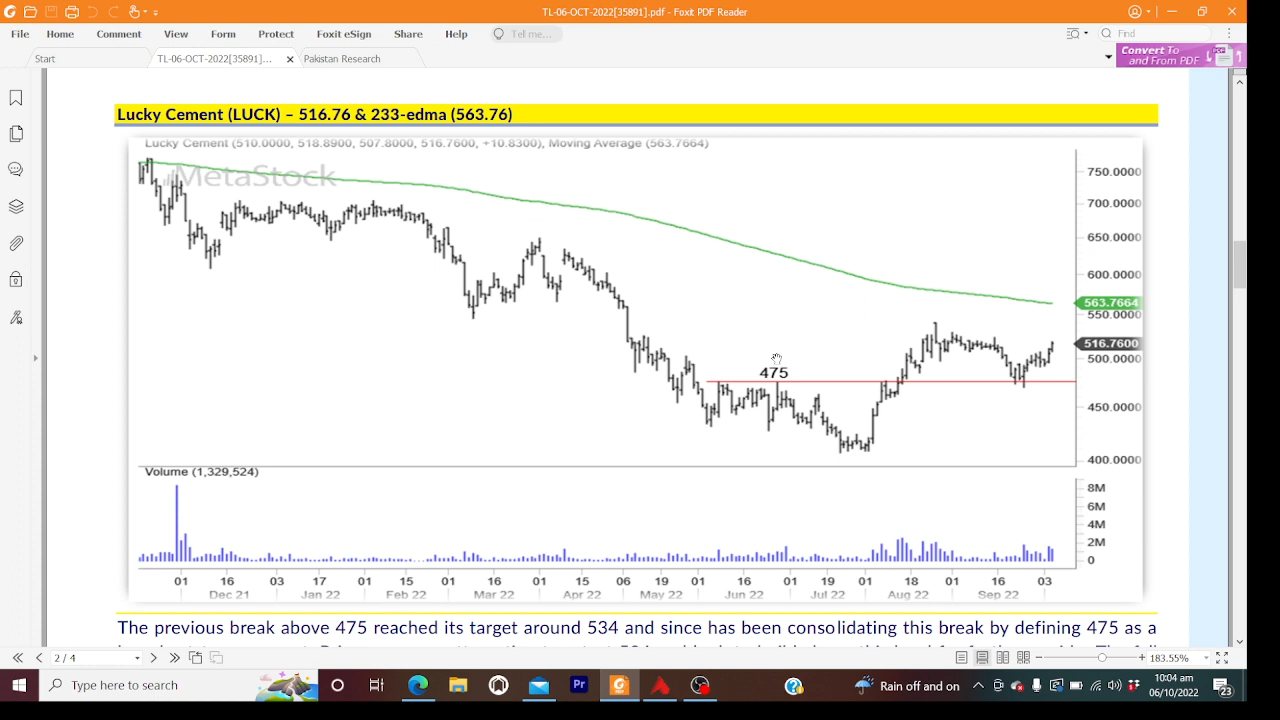 TL-06-OCT-2022[35891].pdf - Foxit PDF Reader
File Home Comment View Form Protect Foxit eSign Share Help Tell me... Find
Start TL-06-OCT-2022[35891]... Pakistan Research
Convert To
and From PDF
Lucky Cement (LUCK) – 516.76 & 233-edma (563.76)
Lucky Cement (510.0000, 518.8900, 507.8000, 516.7600, +10.8300), Moving Average (563.7664)
MetaStock
750.0000
700.0000
650.0000
600.0000
563.7664
550.0000
516.7600
500.0000
475
450.0000
400.0000
Volume (1,329,524)
8M
6M
4M
2M
0
01 16 03 17 01 15 01 16 01 15 06 19 01 16 01 19 01 18 01 16 03
Dec 21 Jan 22 Feb 22 Mar 22 Apr 22 May 22 Jun 22 Jul 22 Aug 22 Sep 22
The previous break above 475 reached its target around 534 and since has been consolidating this break by defining 475 as a
2 / 4 183.55%
Type here to search Pr Rain off and on 10:04 am
06/10/2022 23